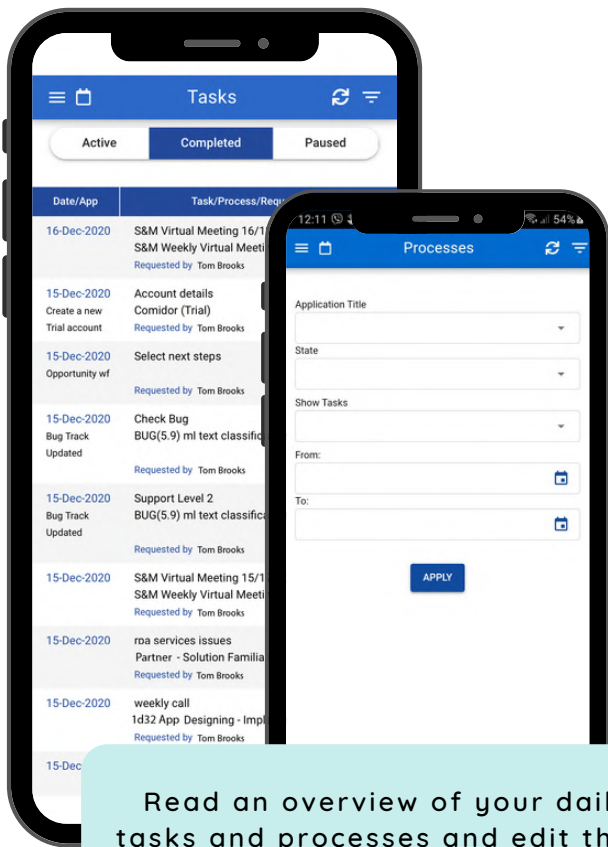 Tasks
Active Completed Paused
Date/App Task/Process/Requ
16-Dec-2020 S&M Virtual Meeting 16/1
S&M Weekly Virtual Meeti
Requested by Tom Brooks
15-Dec-2020 Account details
Create a new Comidor (Trial)
Trial account Requested by Tom Brooks
15-Dec-2020 Select next steps
Opportunity wf
Requested by Tom Brooks
15-Dec-2020 Check Bug
Bug Track BUG(5.9) ml text classific
Updated
Requested by Tom Brooks
15-Dec-2020 Support Level 2
Bug Track BUG(5.9) ml text classifica
Updated
Requested by Tom Brooks
15-Dec-2020 S&M Virtual Meeting 15/1
S&M Weekly Virtual Meeti
Requested by Tom Brooks
15-Dec-2020 rpa services issues
Partner - Solution Familia
Requested by Tom Brooks
15-Dec-2020 weekly call
1d32 App Designing - Impl
Requested by Tom Brooks
15-Dec
12:11 54%
Processes
Application Title
State
Show Tasks
From:
To:
APPLY
Read an overview of your dail
tasks and processes and edit th